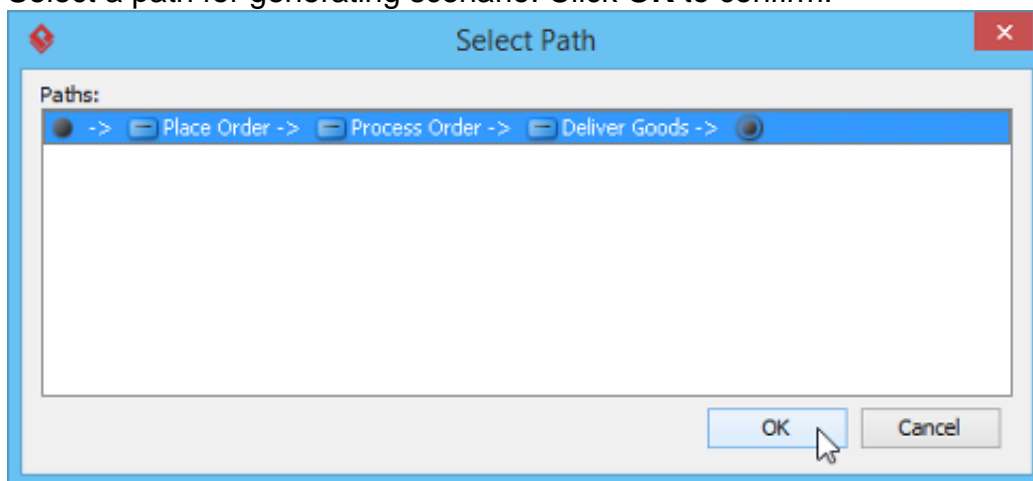 Select a path for generating scenario. Click OK to confirm.
Select Path
Paths:
-> Place Order -> Process Order -> Deliver Goods ->
OK Cancel